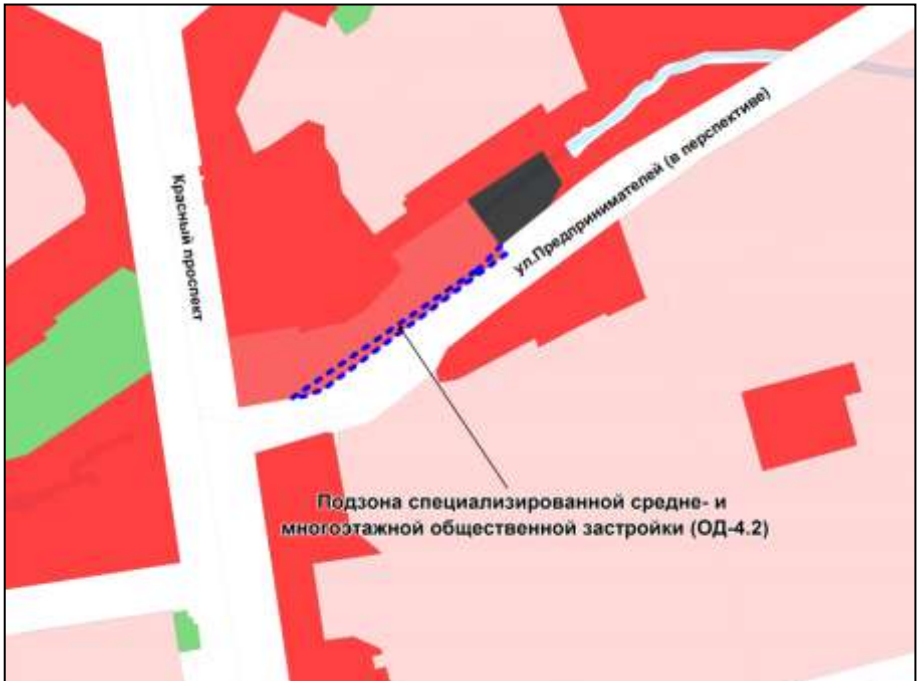 ул.Предпринимателей (в перспективе)
Красный проспект
Подзона специализированной средне- и
многоэтажной общественной застройки (ОД-4.2)